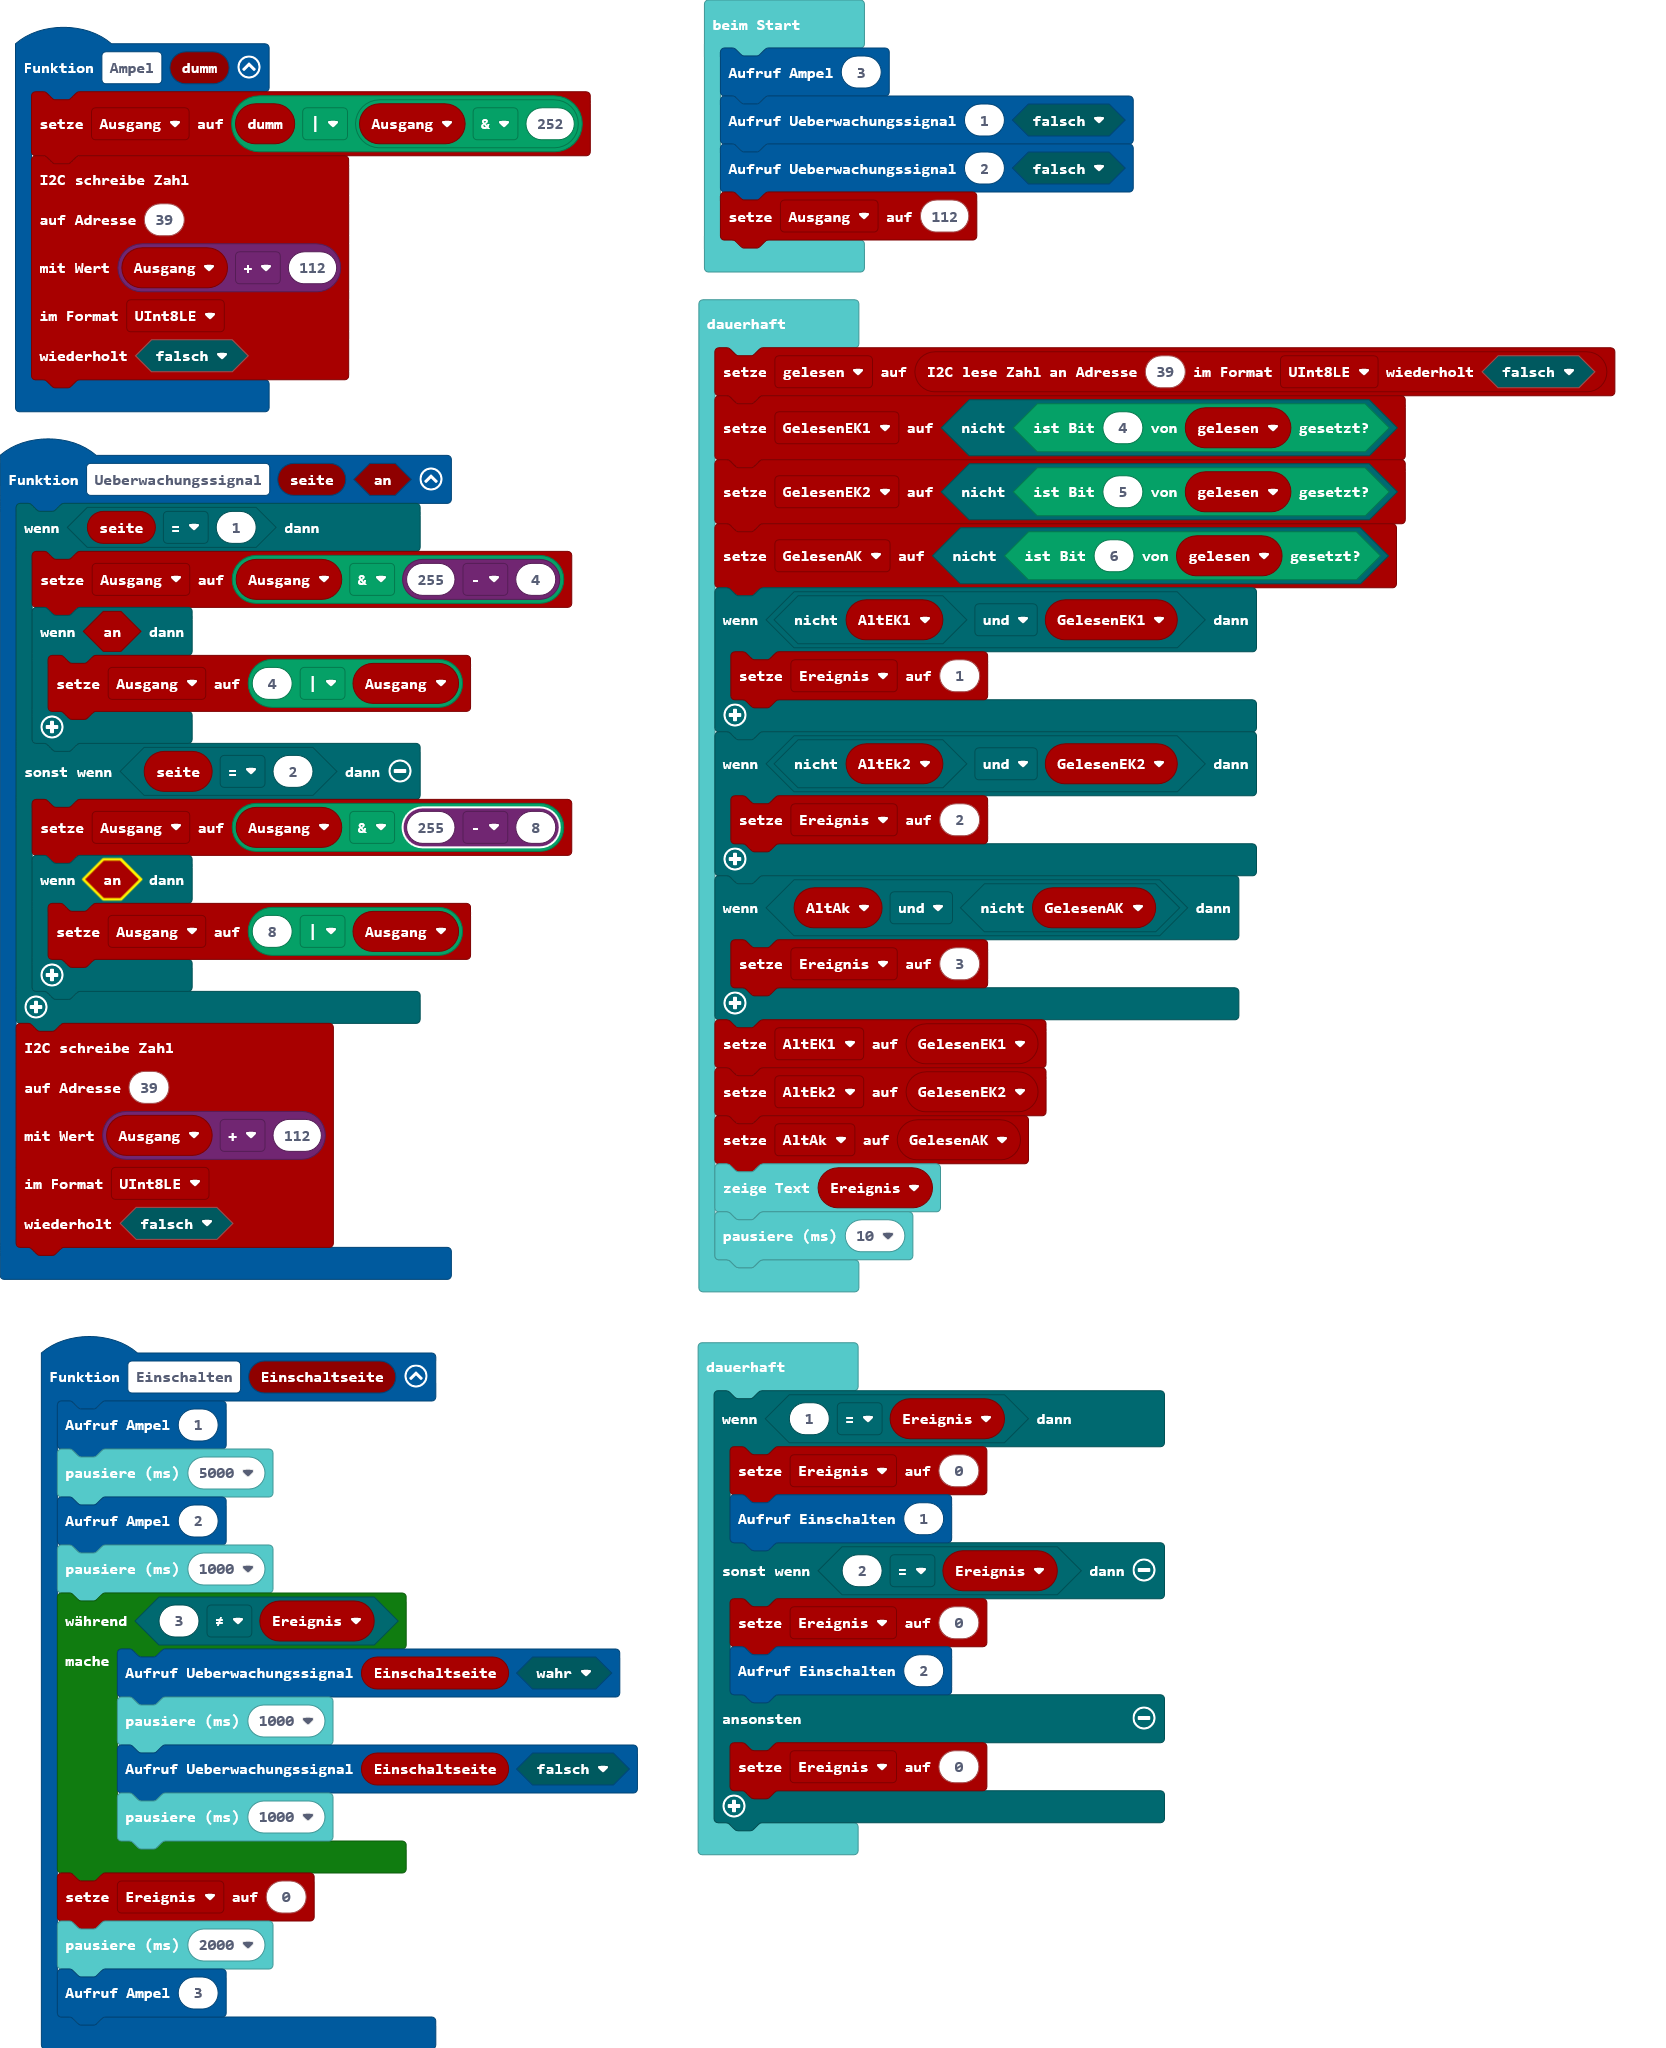 Funktion Ampel dumm
setze Ausgang auf dumm | Ausgang & 252
I2C schreibe Zahl
auf Adresse 39
mit Wert Ausgang + 112
im Format UInt8LE
wiederholt falsch
Funktion Ueberwachungssignal seite an
wenn seite = 1 dann
setze Ausgang auf Ausgang & 255 - 4
wenn an dann
setze Ausgang auf 4 | Ausgang
sonst wenn seite = 2 dann
setze Ausgang auf Ausgang & 255 - 8
wenn an dann
setze Ausgang auf 8 | Ausgang
I2C schreibe Zahl
auf Adresse 39
mit Wert Ausgang + 112
im Format UInt8LE
wiederholt falsch
Funktion Einschalten Einschaltseite
Aufruf Ampel 1
pausiere (ms) 5000
Aufruf Ampel 2
pausiere (ms) 1000
während 3 ≠ Ereignis
mache
Aufruf Ueberwachungssignal Einschaltseite wahr
pausiere (ms) 1000
Aufruf Ueberwachungssignal Einschaltseite falsch
pausiere (ms) 1000
setze Ereignis auf 0
pausiere (ms) 2000
Aufruf Ampel 3
beim Start
Aufruf Ampel 3
Aufruf Ueberwachungssignal 1 falsch
Aufruf Ueberwachungssignal 2 falsch
setze Ausgang auf 112
dauerhaft
setze gelesen auf I2C lese Zahl an Adresse 39 im Format UInt8LE wiederholt falsch
setze GelesenEK1 auf nicht ist Bit 4 von gelesen gesetzt?
setze GelesenEK2 auf nicht ist Bit 5 von gelesen gesetzt?
setze GelesenAK auf nicht ist Bit 6 von gelesen gesetzt?
wenn nicht AltEK1 und GelesenEK1 dann
setze Ereignis auf 1
wenn nicht AltEk2 und GelesenEK2 dann
setze Ereignis auf 2
wenn AltAk und nicht GelesenAK dann
setze Ereignis auf 3
setze AltEK1 auf GelesenEK1
setze AltEk2 auf GelesenEK2
setze AltAk auf GelesenAK
zeige Text Ereignis
pausiere (ms) 10
dauerhaft
wenn 1 = Ereignis dann
setze Ereignis auf 0
Aufruf Einschalten 1
sonst wenn 2 = Ereignis dann
setze Ereignis auf 0
Aufruf Einschalten 2
ansonsten
setze Ereignis auf 0